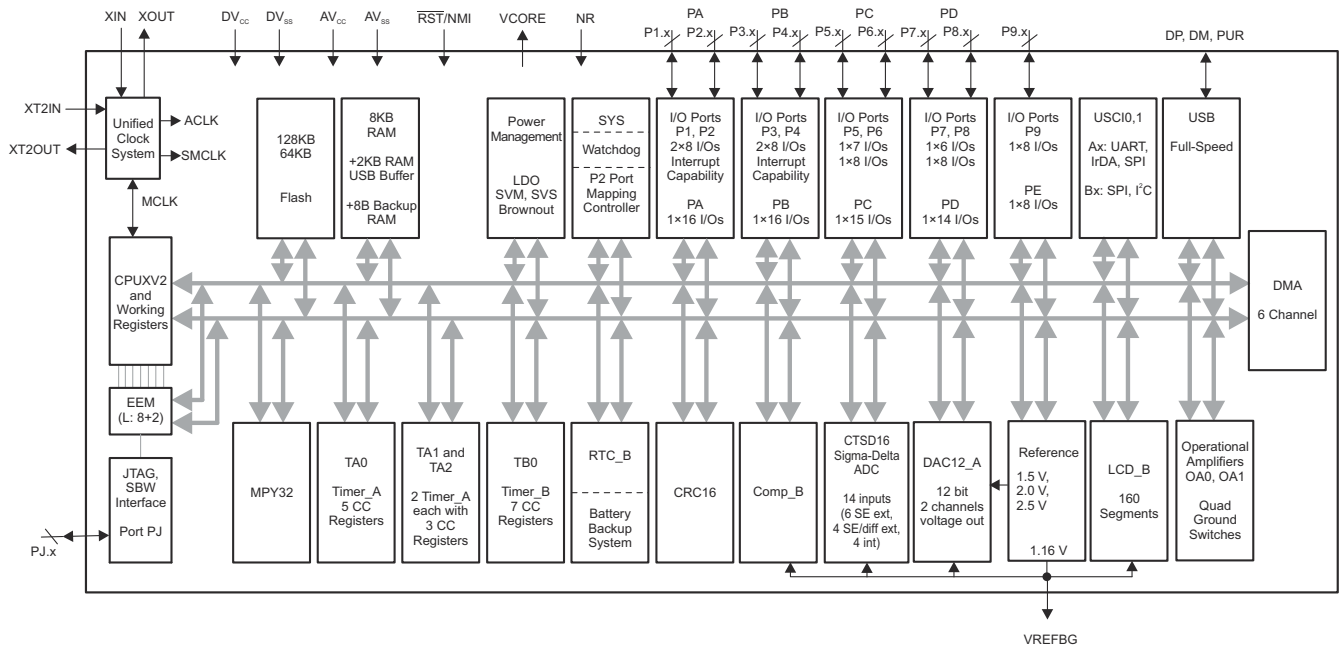 XIN
XOUT
DVCC
DVSS
AVCC
AVSS
RST/NMI
VCORE
NR
PA
P1.x
P2.x
PB
P3.x
P4.x
PC
P5.x
P6.x
PD
P7.x
P8.x
P9.x
DP, DM, PUR
XT2IN
XT2OUT
Unified
Clock
System
ACLK
SMCLK
MCLK
128KB
64KB
Flash
8KB
RAM
+2KB RAM
USB Buffer
+8B Backup
RAM
Power
Management
LDO
SVM, SVS
Brownout
SYS
Watchdog
P2 Port
Mapping
Controller
I/O Ports
P1, P2
2×8 I/Os
Interrupt
Capability
PA
1×16 I/Os
I/O Ports
P3, P4
2×8 I/Os
Interrupt
Capability
PB
1×16 I/Os
I/O Ports
P5, P6
1×7 I/Os
1×8 I/Os
PC
1×15 I/Os
I/O Ports
P7, P8
1×6 I/Os
1×8 I/Os
PD
1×14 I/Os
I/O Ports
P9
1×8 I/Os
PE
1×8 I/Os
USCI0,1
Ax: UART,
IrDA, SPI
Bx: SPI, I²C
USB
Full-Speed
CPUXV2
and
Working
Registers
DMA
6 Channel
EEM
(L: 8+2)
JTAG,
SBW
Interface
Port PJ
PJ.x
MPY32
TA0
Timer_A
5 CC
Registers
TA1 and
TA2
2 Timer_A
each with
3 CC
Registers
TB0
Timer_B
7 CC
Registers
RTC_B
Battery
Backup
System
CRC16
Comp_B
CTSD16
Sigma-Delta
ADC
14 inputs
(6 SE ext,
4 SE/diff ext,
4 int)
DAC12_A
12 bit
2 channels
voltage out
Reference
1.5 V,
2.0 V,
2.5 V
1.16 V
LCD_B
160
Segments
Operational
Amplifiers
OA0, OA1
Quad
Ground
Switches
VREFBG